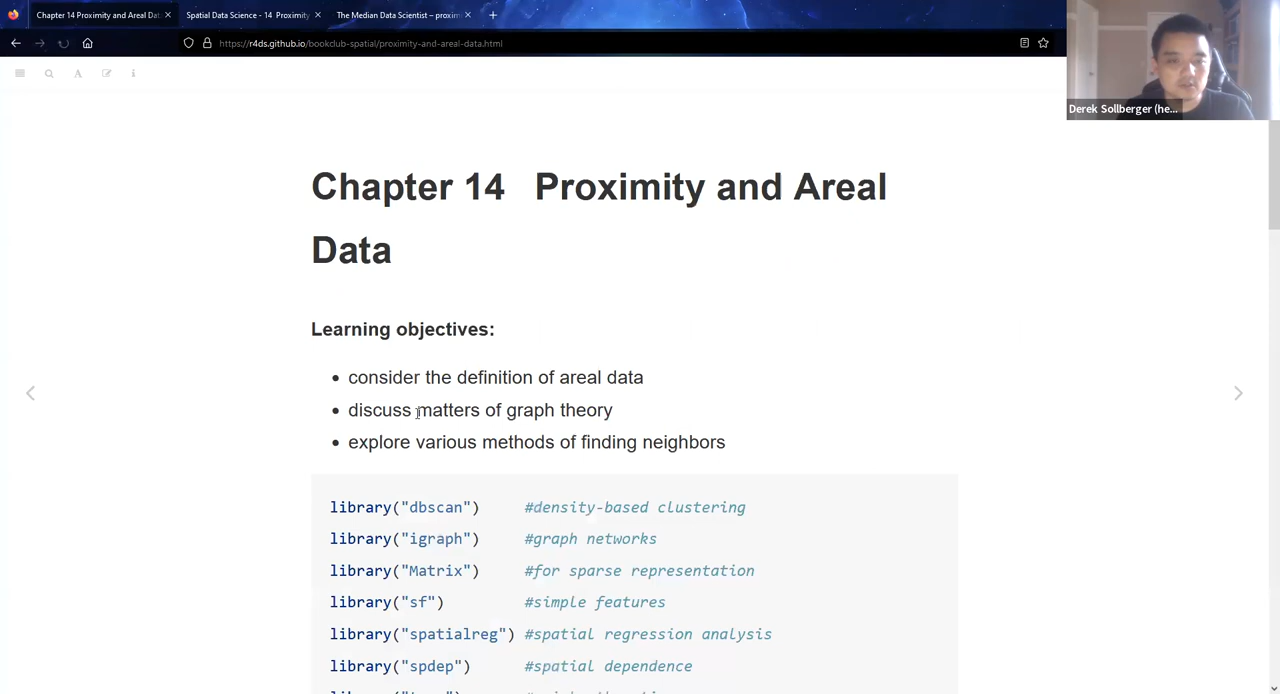 Chapter 14 Proximity and Areal Dat
Spatial Data Science - 14 Proximity
The Median Data Scientist – proxim
https://r4ds.github.io/bookclub-spatial/proximity-and-areal-data.html
Derek Sollberger (he...
Chapter 14 Proximity and Areal
Data
Learning objectives:
• consider the definition of areal data
• discuss matters of graph theory
• explore various methods of finding neighbors
library("dbscan") #density-based clustering
library("igraph") #graph networks
library("Matrix") #for sparse representation
library("sf") #simple features
library("spatialreg") #spatial regression analysis
library("spdep") #spatial dependence